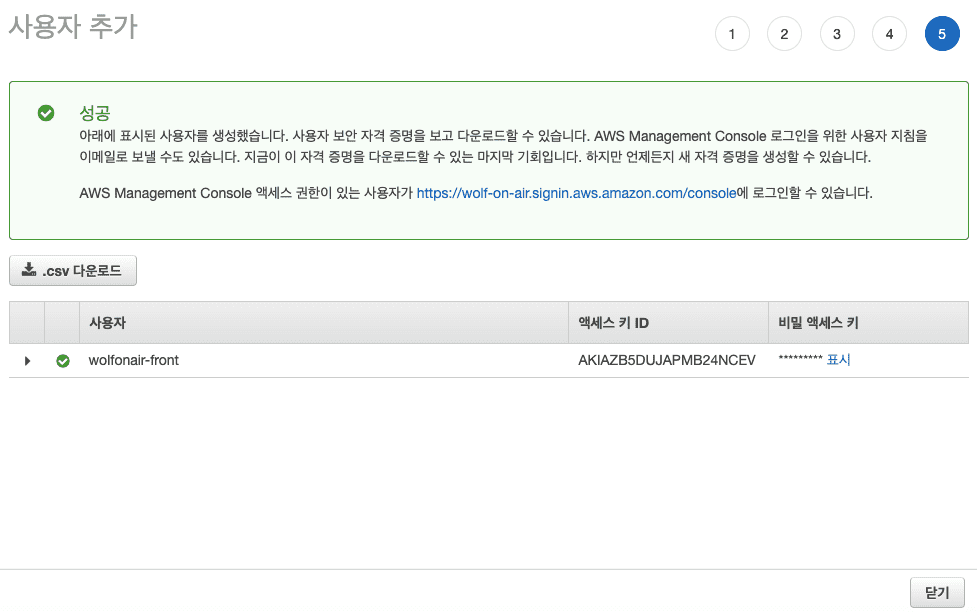 사용자 추가
1 2 3 4 5
성공
아래에 표시된 사용자를 생성했습니다. 사용자 보안 자격 증명을 보고 다운로드할 수 있습니다. AWS Management Console 로그인을 위한 사용자 지침을
이메일로 보낼 수도 있습니다. 지금이 이 자격 증명을 다운로드할 수 있는 마지막 기회입니다. 하지만 언제든지 새 자격 증명을 생성할 수 있습니다.
AWS Management Console 액세스 권한이 있는 사용자가 https://wolf-on-air.signin.aws.amazon.com/console에 로그인할 수 있습니다.
.csv 다운로드
사용자 액세스 키 ID 비밀 액세스 키
wolfonair-front AKIAZB5DUJAPMB24NCEV ********* 표시
닫기